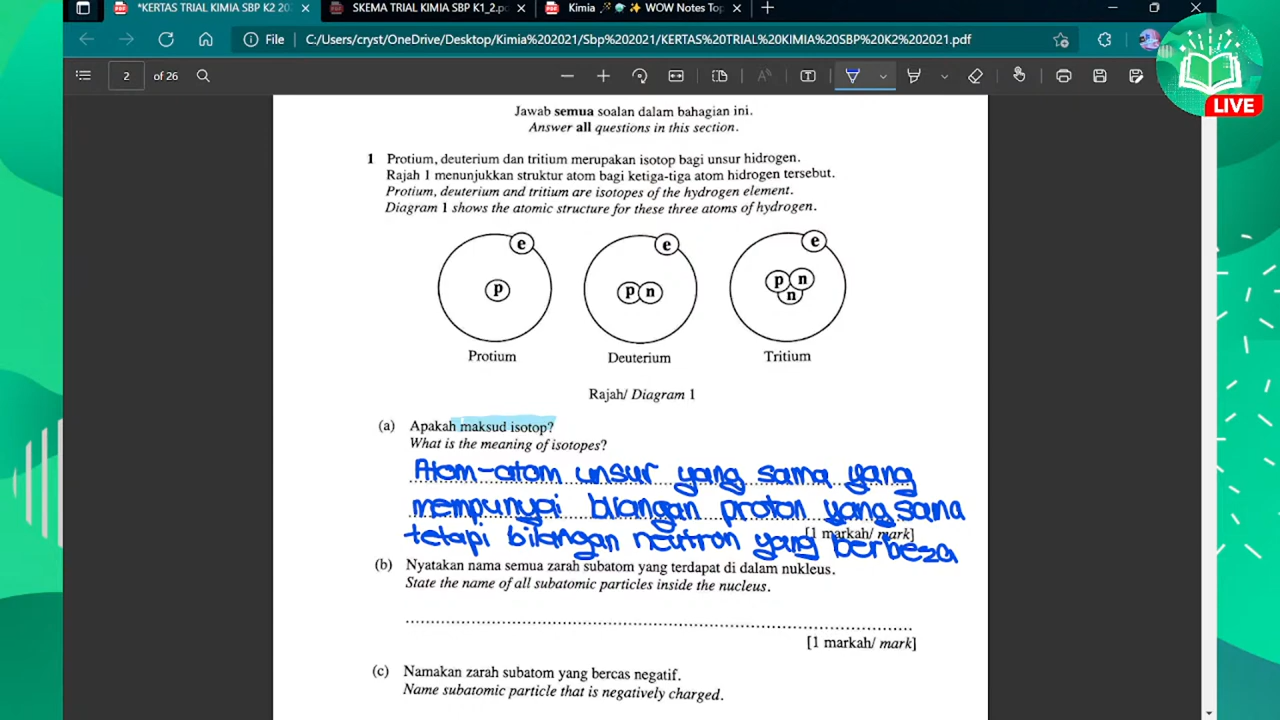 *KERTAS TRIAL KIMIA SBP K2 20
SKEMA TRIAL KIMIA SBP K1_2.p
Kimia 🪄🌏✨ WOW Notes To
File C:/Users/cryst/OneDrive/Desktop/Kimia%202021/Sbp%202021/KERTAS%20TRIAL%20KIMIA%20SBP%20K2%202021.pdf
2 of 26
LIVE
Jawab semua soalan dalam bahagian ini.
Answer all questions in this section.
1 Protium, deuterium dan tritium merupakan isotop bagi unsur hidrogen.
Rajah 1 menunjukkan struktur atom bagi ketiga-tiga atom hidrogen tersebut.
Protium, deuterium and tritium are isotopes of the hydrogen element.
Diagram 1 shows the atomic structure for these three atoms of hydrogen.
e e e
p p n p n n
Protium Deuterium Tritium
Rajah/ Diagram 1
(a) Apakah maksud isotop?
What is the meaning of isotopes?
Atom-atom unsur yang sama yang
mempunyai bilangan proton yang sama
[1 markah/ mark]
tetapi bilangan neutron yang berbeza
(b) Nyatakan nama semua zarah subatom yang terdapat di dalam nukleus.
State the name of all subatomic particles inside the nucleus.
[1 markah/ mark]
(c) Namakan zarah subatom yang bercas negatif.
Name subatomic particle that is negatively charged.